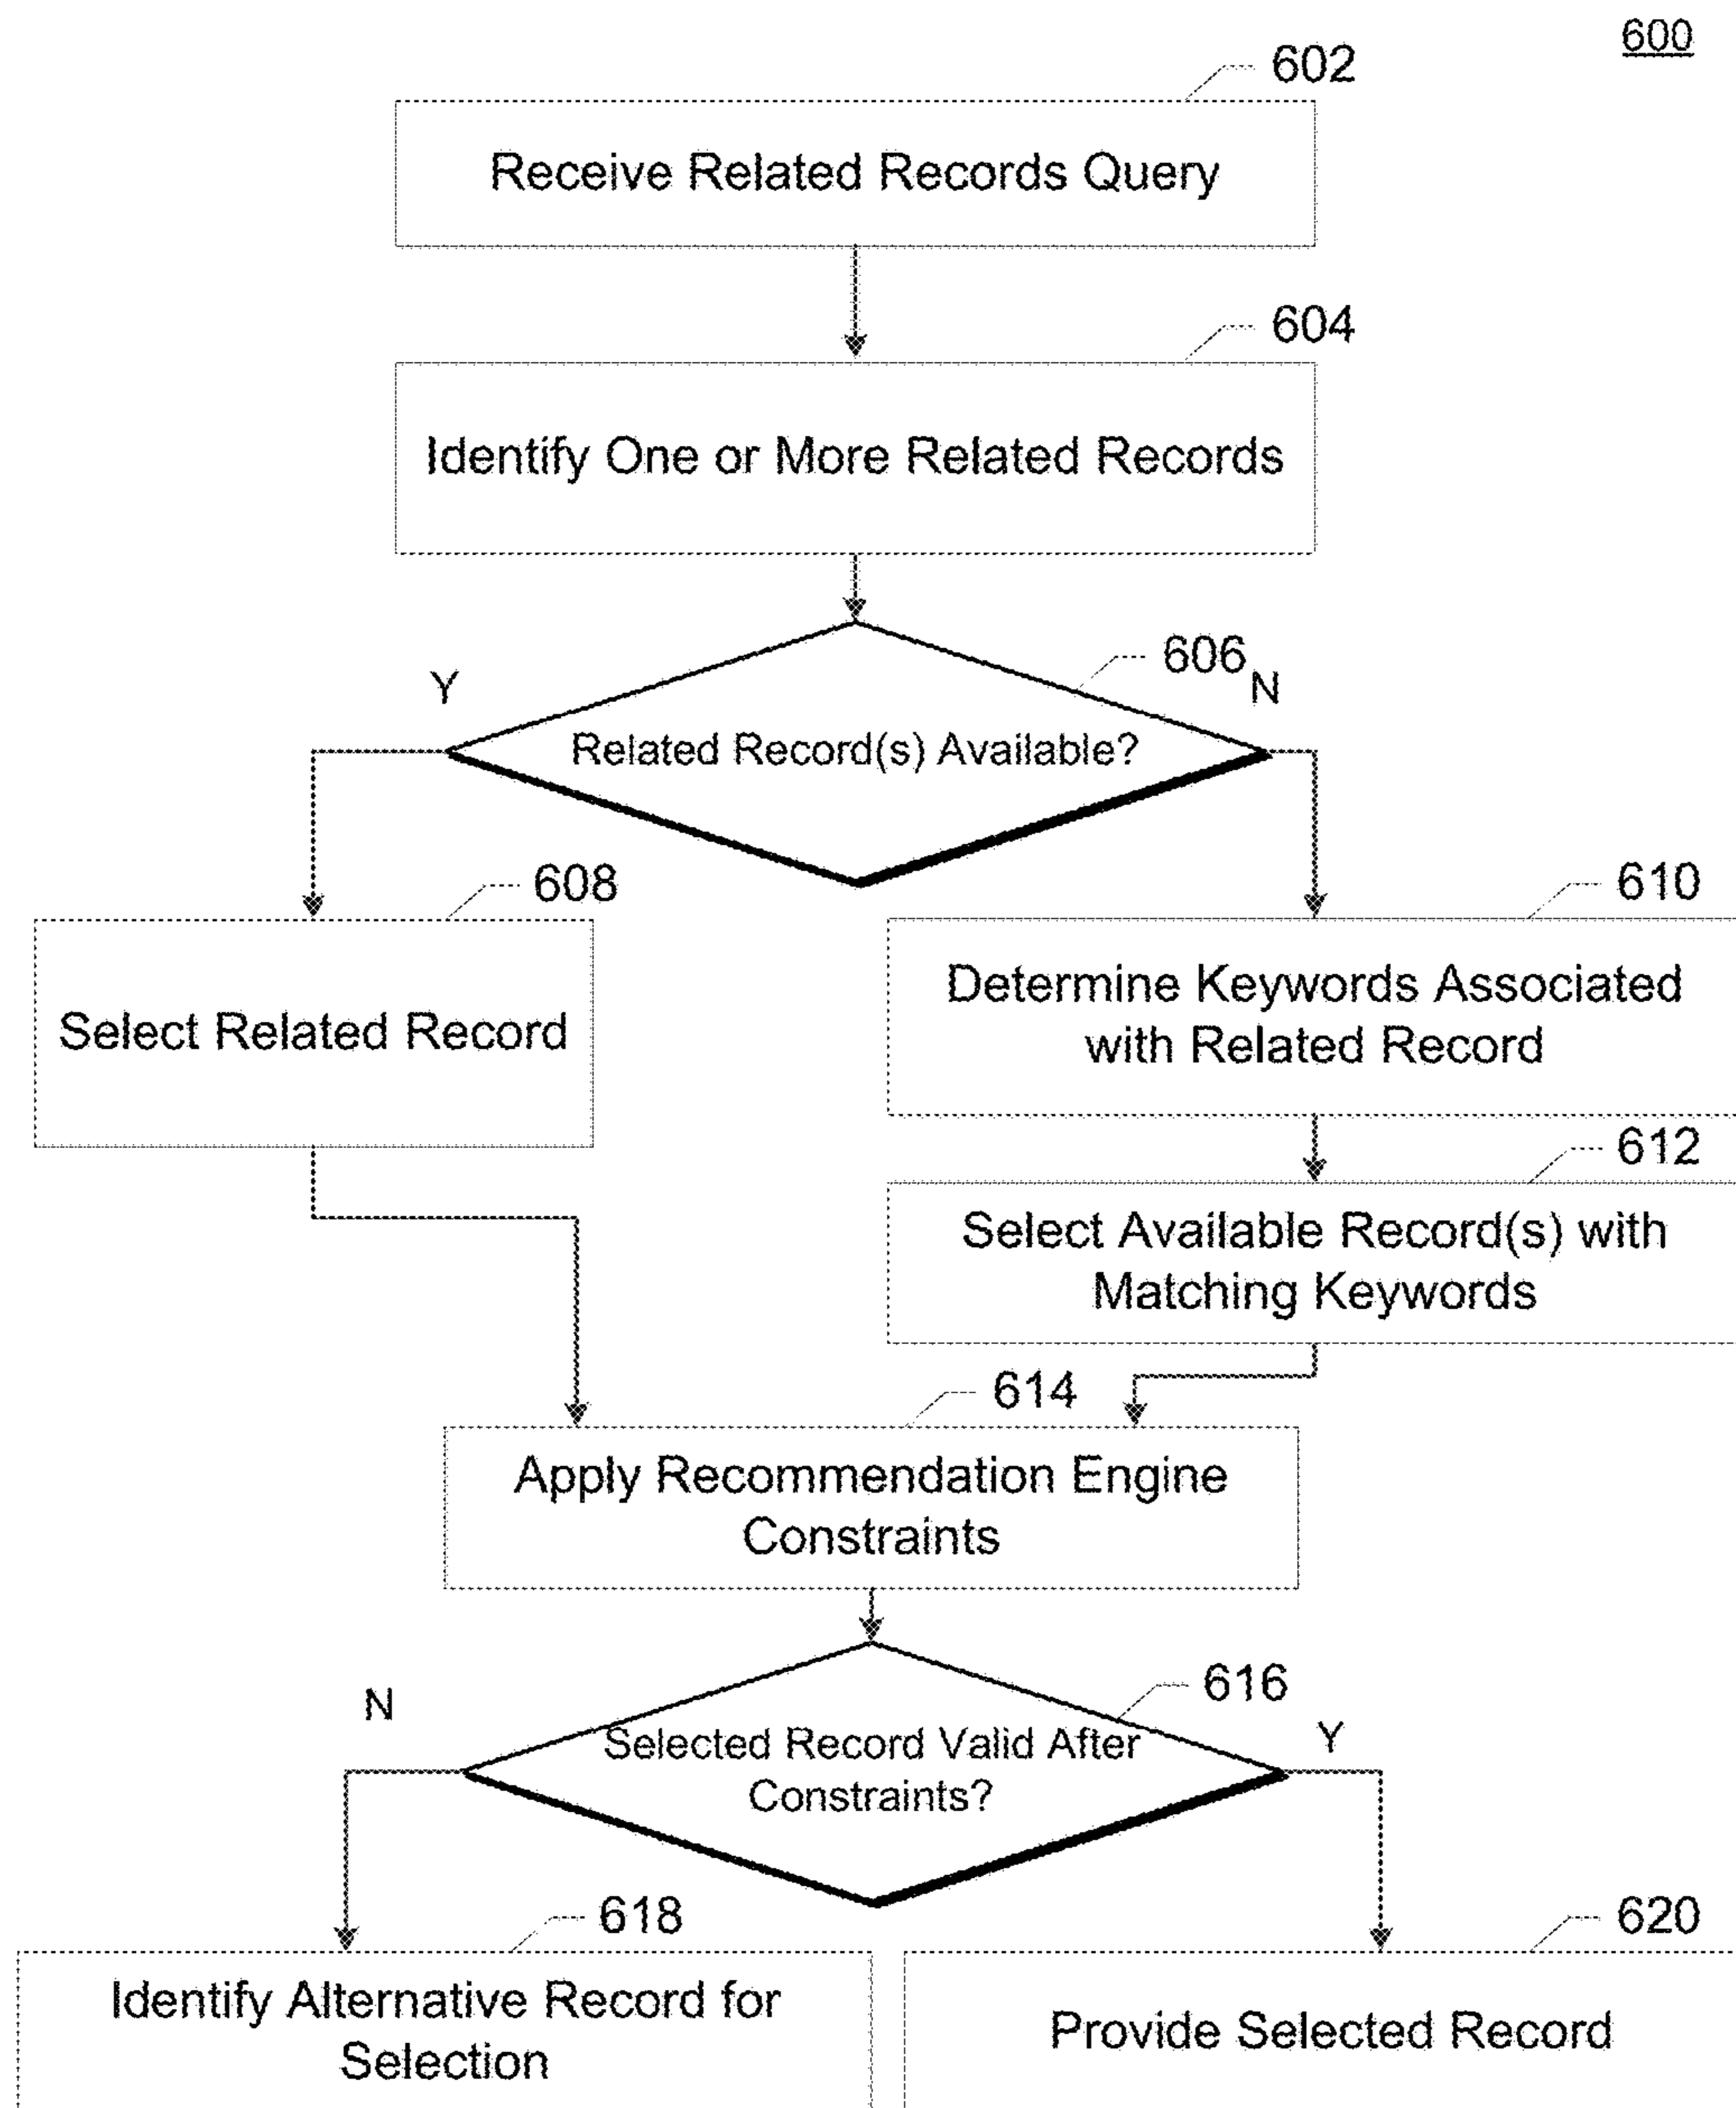 600
602
Receive Related Records Query
604
Identify One or More Related Records
606
Y
N
Related Record(s) Available?
608
610
Select Related Record
Determine Keywords Associated
with Related Record
612
Select Available Record(s) with
Matching Keywords
614
Apply Recommendation Engine
Constraints
616
N
Y
Selected Record Valid After
Constraints?
618
620
Identify Alternative Record for
Selection
Provide Selected Record